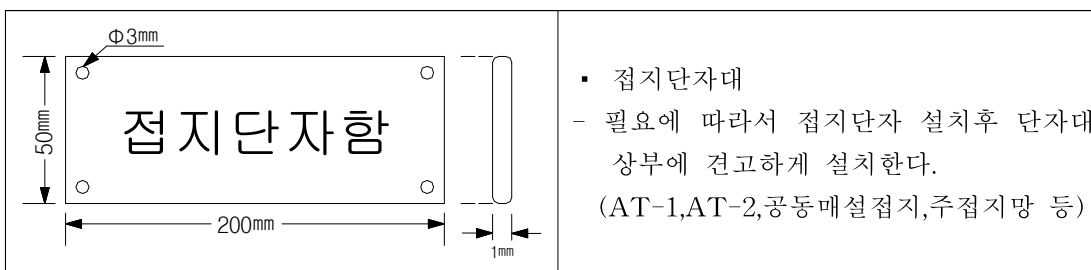 Φ3mm
50mm
접지단자함
200mm
1mm
▪ 접지단자대
- 필요에 따라서 접지단자 설치후 단자대
상부에 견고하게 설치한다.
(AT-1,AT-2,공동매설접지,주접지망 등)